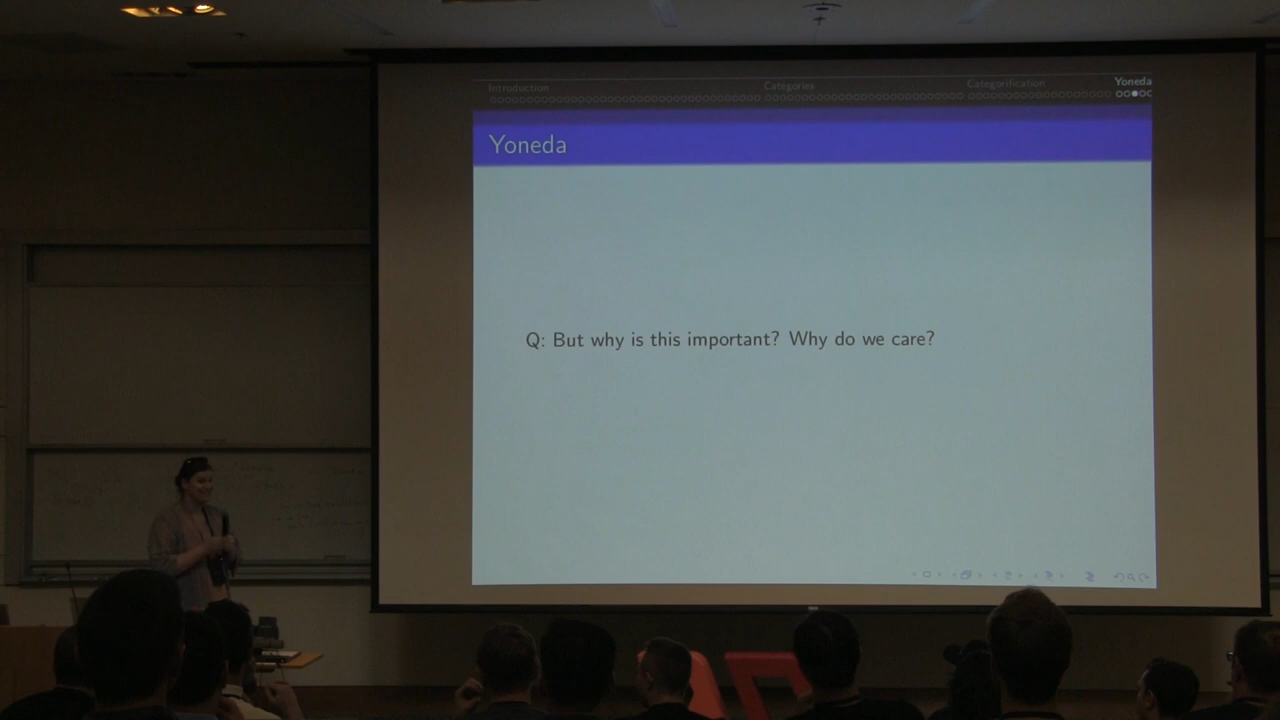 Introduction
Categories
Categorification
Yoneda
Yoneda
Q: But why is this important? Why do we care?